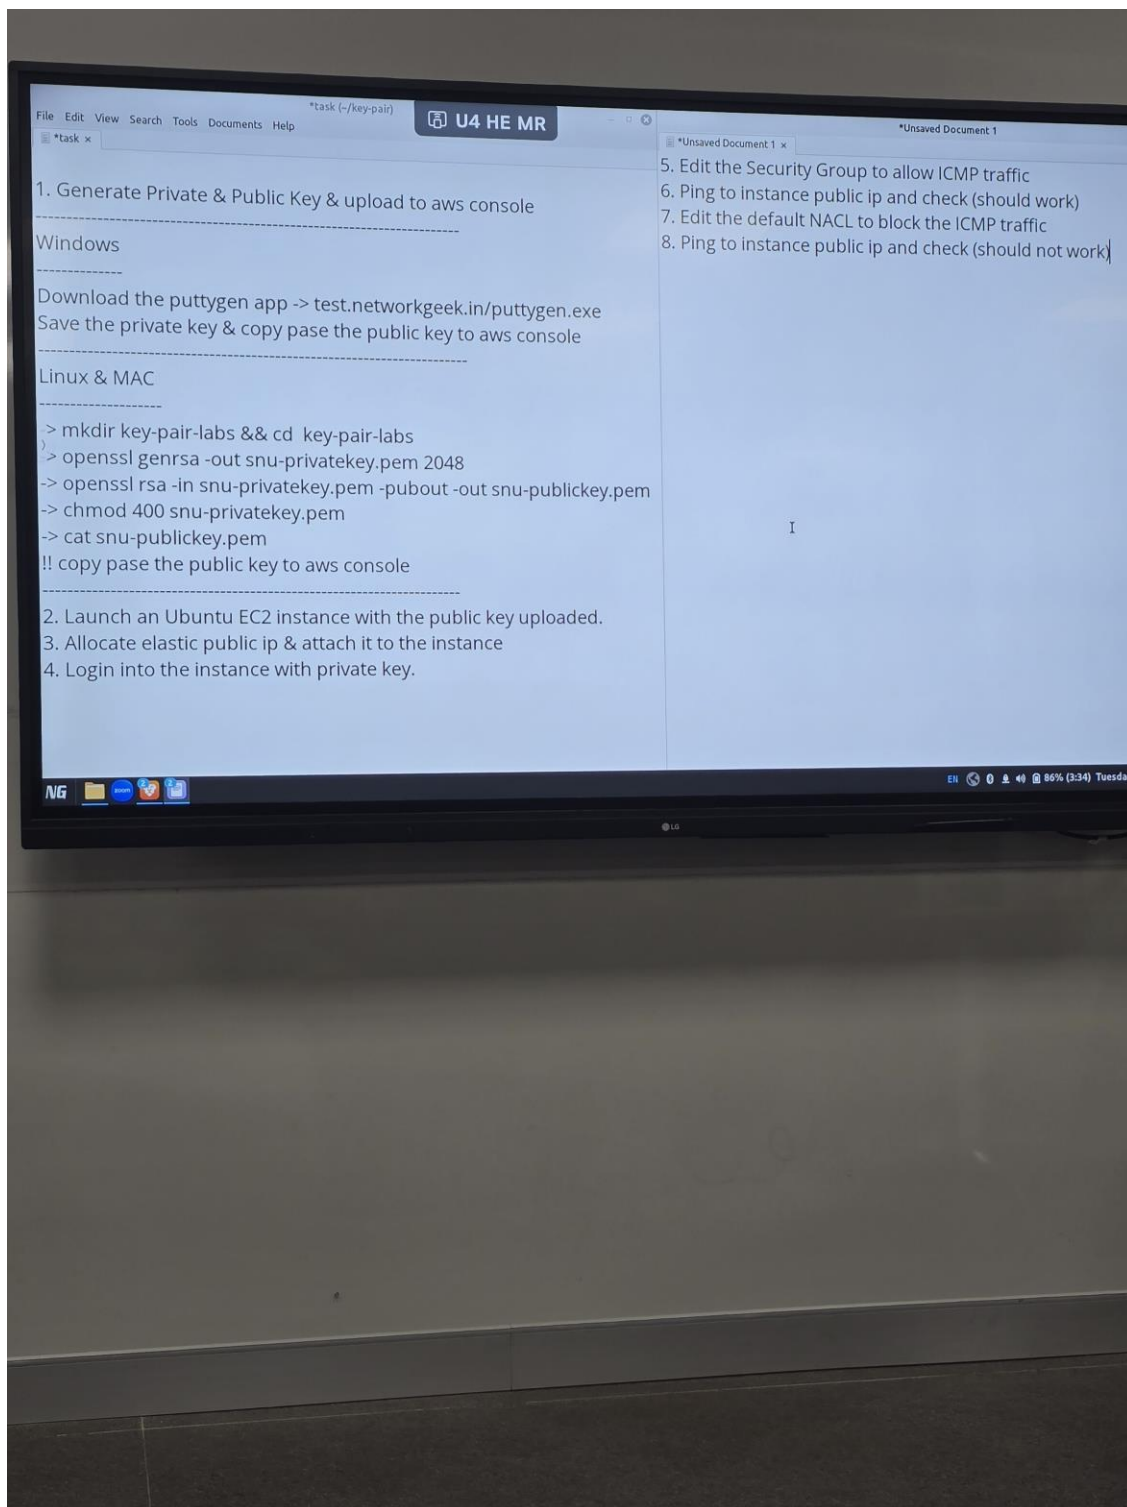 *task (~/key-pair)
U4 HE MR
File Edit View Search Tools Documents Help
*task ×
1. Generate Private & Public Key & upload to aws console
--------------------------------------------------------------------
Windows
--------------
Download the puttygen app -> test.networkgeek.in/puttygen.exe
Save the private key & copy pase the public key to aws console
---------------------------------------------------------------------
Linux & MAC
--------------------
-> mkdir key-pair-labs && cd key-pair-labs
-> openssl genrsa -out snu-privatekey.pem 2048
-> openssl rsa -in snu-privatekey.pem -pubout -out snu-publickey.pem
-> chmod 400 snu-privatekey.pem
-> cat snu-publickey.pem
!! copy pase the public key to aws console
-------------------------------------------------------------------
2. Launch an Ubuntu EC2 instance with the public key uploaded.
3. Allocate elastic public ip & attach it to the instance
4. Login into the instance with private key.
*Unsaved Document 1
*Unsaved Document 1 ×
5. Edit the Security Group to allow ICMP traffic
6. Ping to instance public ip and check (should work)
7. Edit the default NACL to block the ICMP traffic
8. Ping to instance public ip and check (should not work)
NG
zoom
2
2
EN 86% (3:34) Tuesda
LG